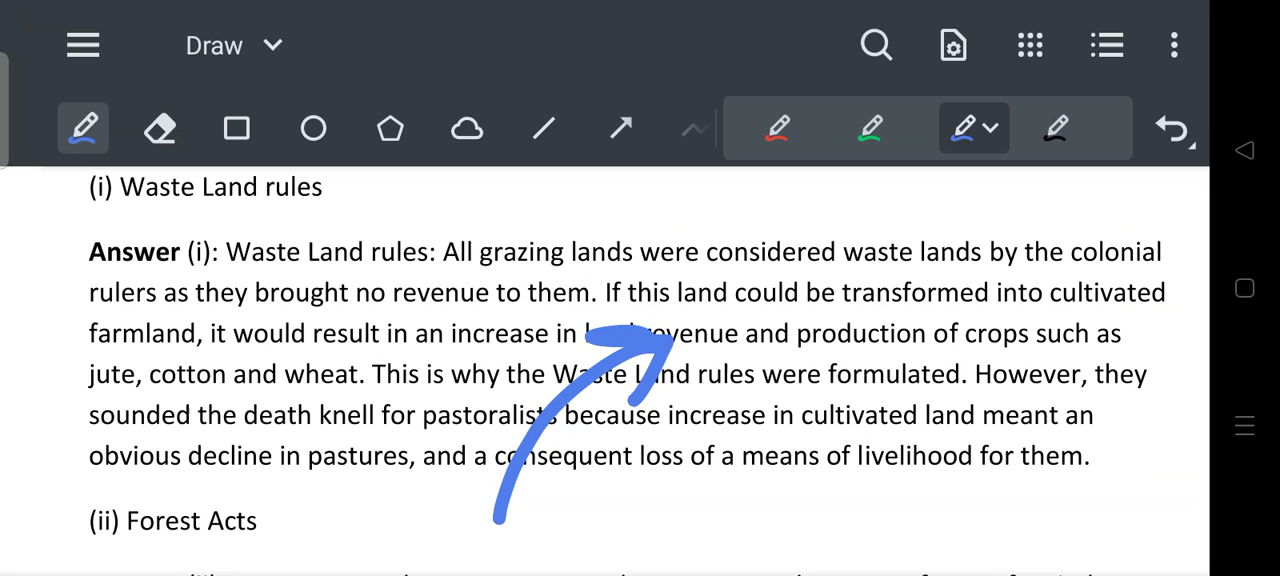 Draw
(i) Waste Land rules
Answer (i): Waste Land rules: All grazing lands were considered waste lands by the colonial
rulers as they brought no revenue to them. If this land could be transformed into cultivated
farmland, it would result in an increase in revenue and production of crops such as
jute, cotton and wheat. This is why the Waste Land rules were formulated. However, they
sounded the death knell for pastoralists because increase in cultivated land meant an
obvious decline in pastures, and a consequent loss of a means of livelihood for them.
(ii) Forest Acts